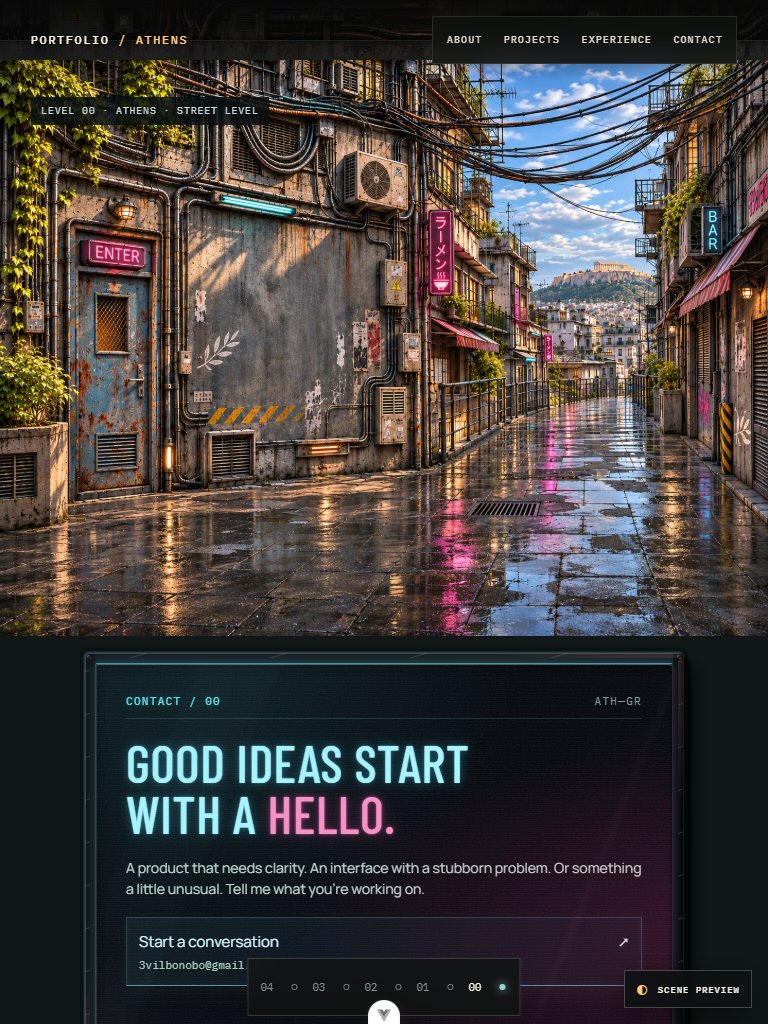 PORTFOLIO / ATHENS
ABOUT PROJECTS EXPERIENCE CONTACT
LEVEL 00 · ATHENS · STREET LEVEL
ENTER
ラーメン
BAR
CONTACT / 00
ATH—GR
GOOD IDEAS START
WITH A HELLO.
A product that needs clarity. An interface with a stubborn problem. Or something
a little unusual. Tell me what you're working on.
Start a conversation ↗
3vilbonobo@gmail
04 03 02 01 00
SCENE PREVIEW